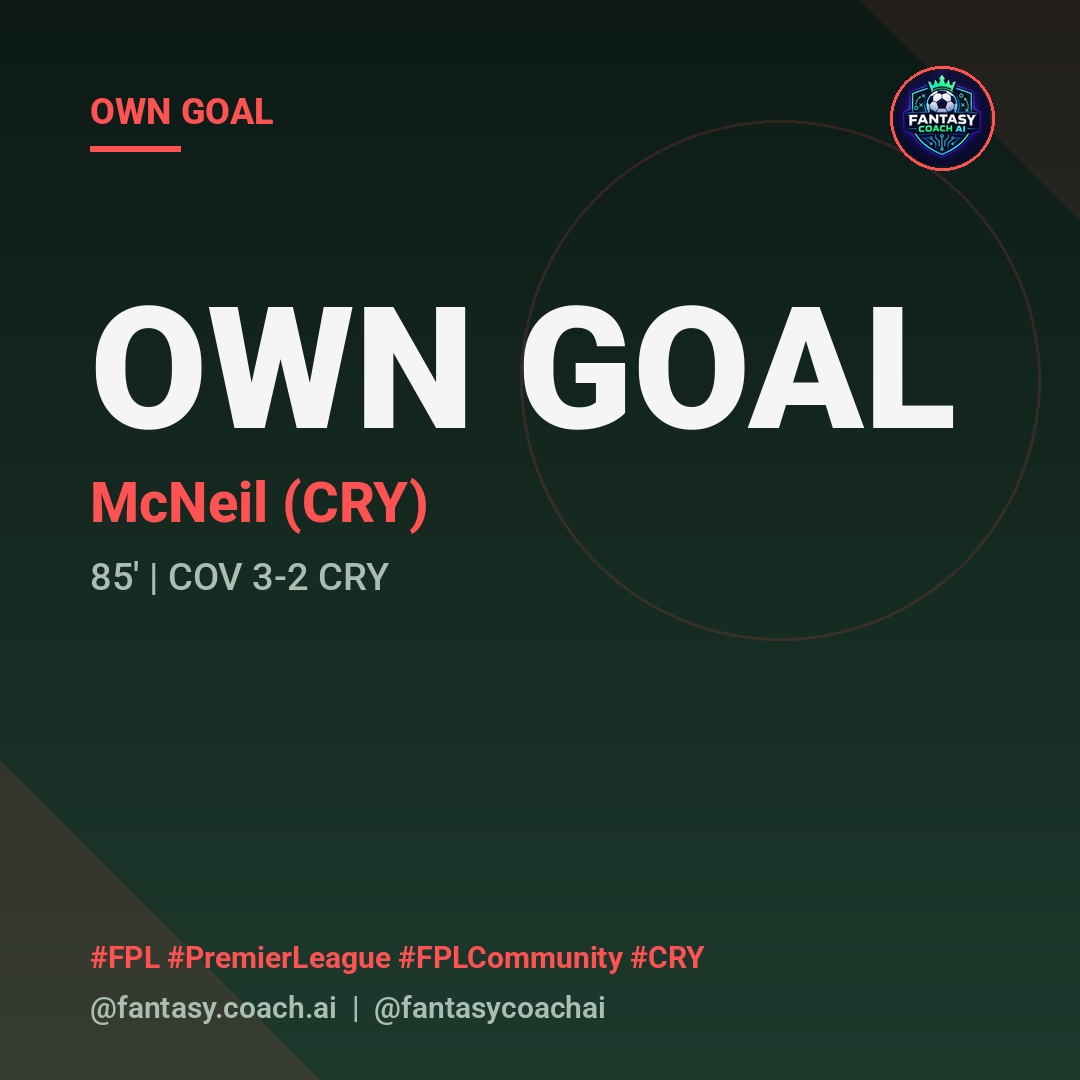 OWN GOAL
FANTASY
COACH AI
OWN GOAL
McNeil (CRY)
85' | COV 3-2 CRY
#FPL #PremierLeague #FPLCommunity #CRY
@fantasy.coach.ai | @fantasycoachai